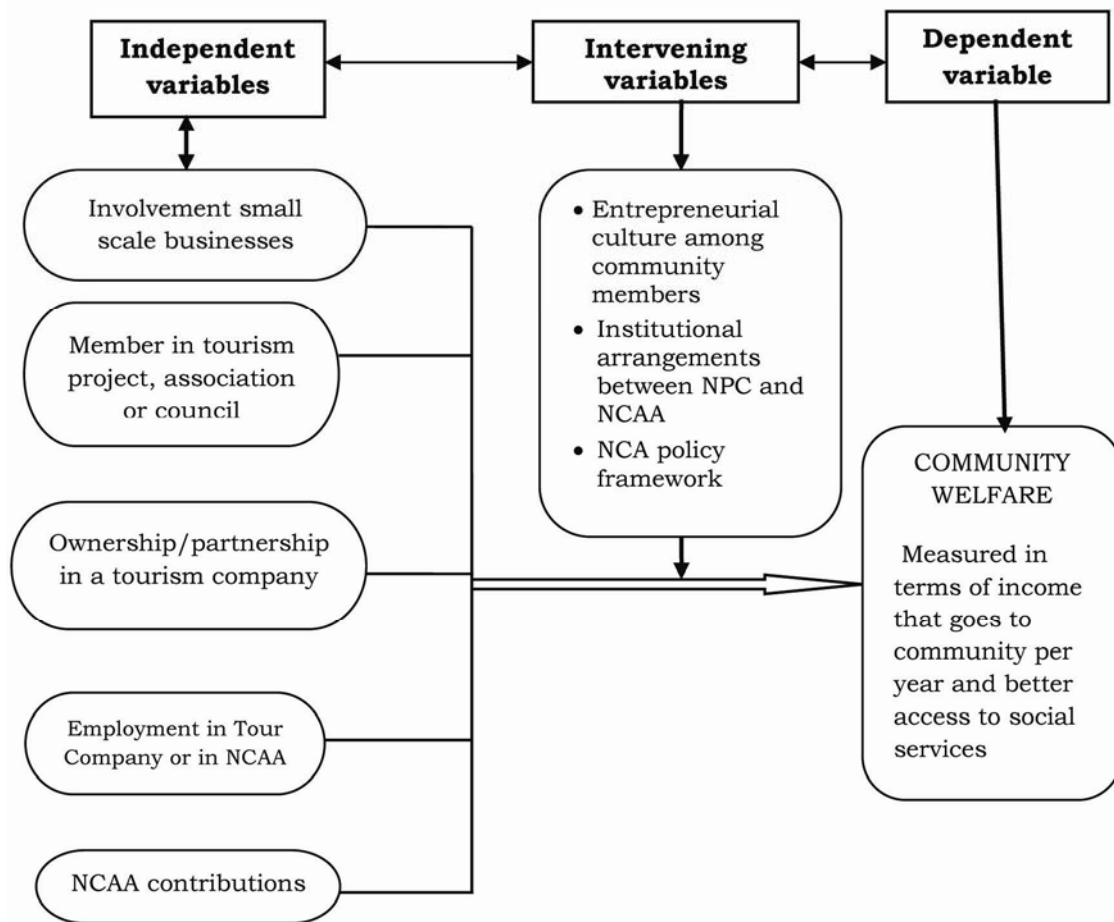 Independent
variables
Intervening
variables
Dependent
variable
Involvement small
scale businesses
Member in tourism
project, association
or council
Ownership/partnership
in a tourism company
Employment in Tour
Company or in NCAA
NCAA contributions
• Entrepreneurial
culture among
community
members
• Institutional
arrangements
between NPC and
NCAA
• NCA policy
framework
COMMUNITY
WELFARE
Measured in
terms of income
that goes to
community per
year and better
access to social
services